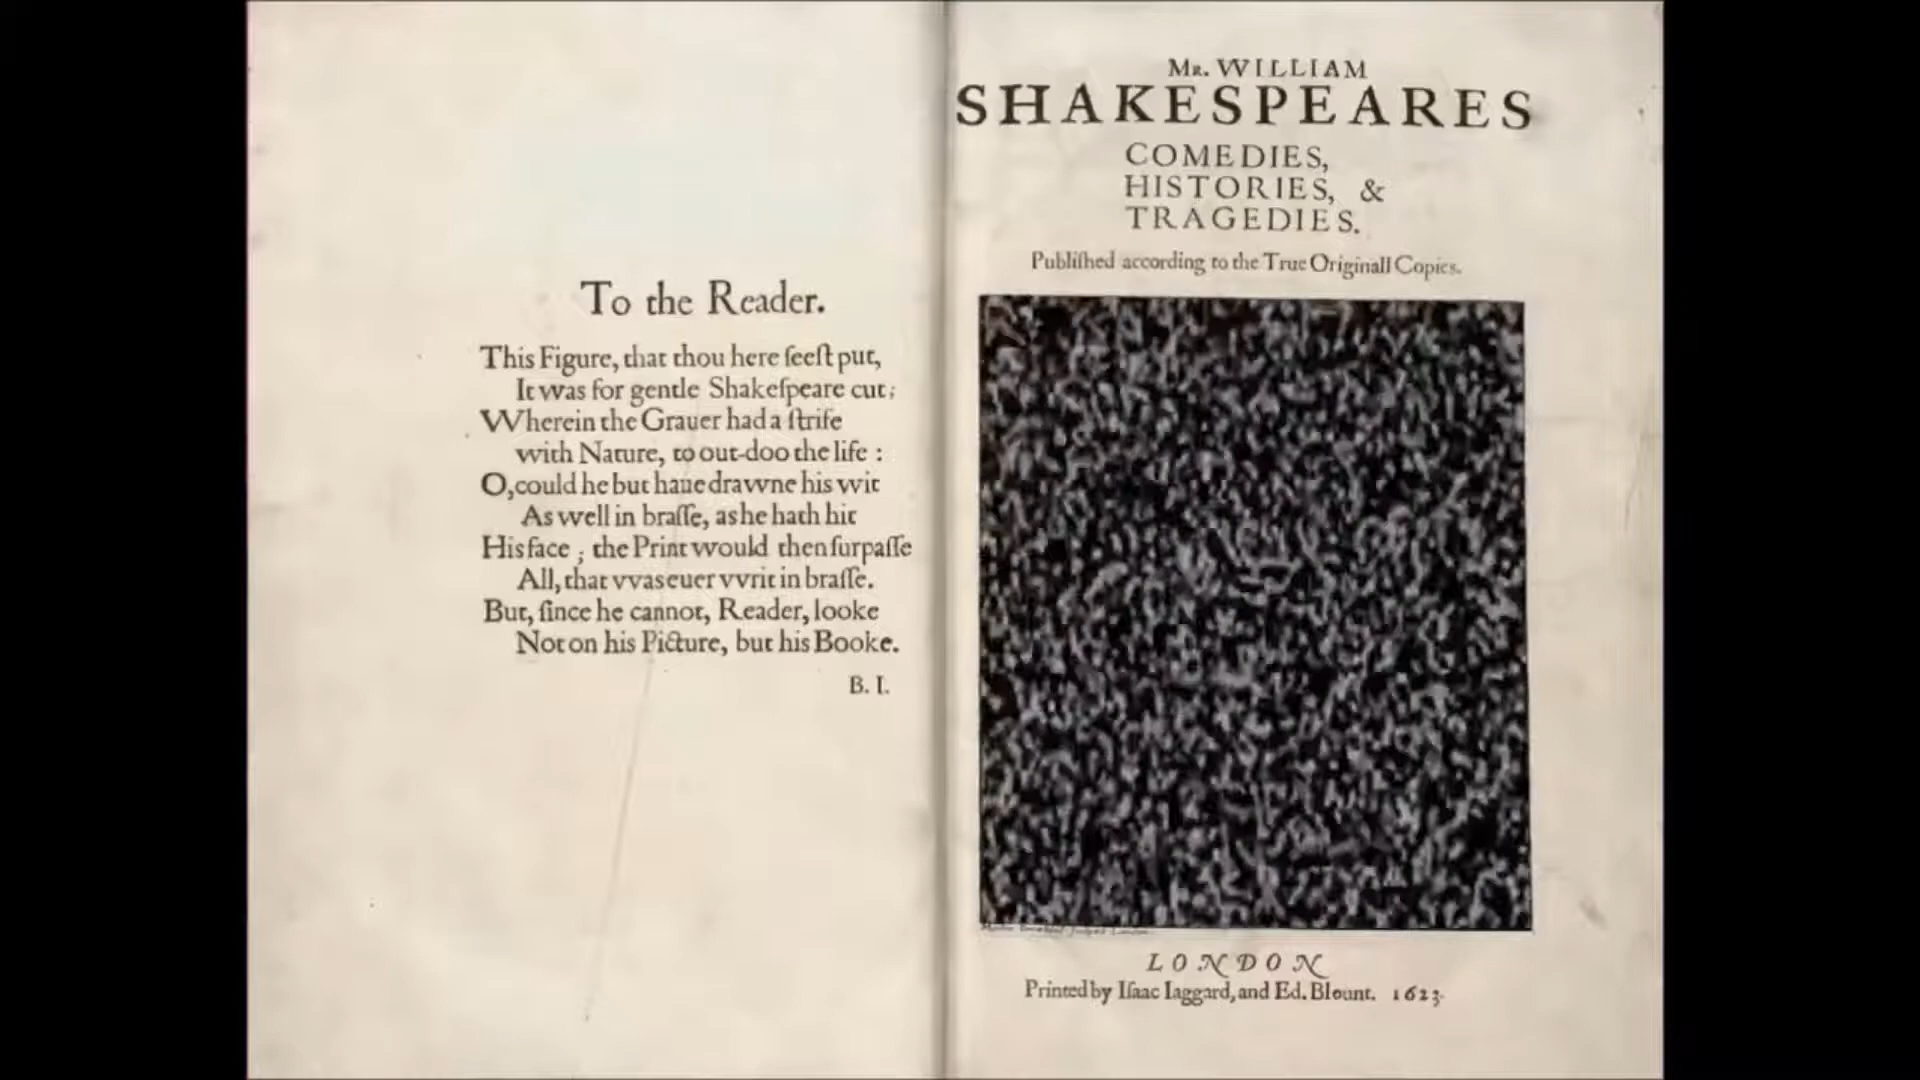 To the Reader.
This Figure, that thou here ſeeſt put,
It was for gentle Shakeſpeare cut;
Wherein the Grauer had a ſtrife
with Nature, to out-doo the life :
O, could he but haue drawne his wit
As well in braſſe, as he hath hit
His face ; the Print would then ſurpaſſe
All, that vvas euer vvrit in braſſe.
But, ſince he cannot, Reader, looke
Not on his Picture, but his Booke.
B. I.
Mr. WILLIAM
SHAKESPEARES
COMEDIES,
HISTORIES, &
TRAGEDIES.
Publiſhed according to the True Originall Copies.
LONDON
Printed by Iſaac Iaggard, and Ed. Blount. 1623.